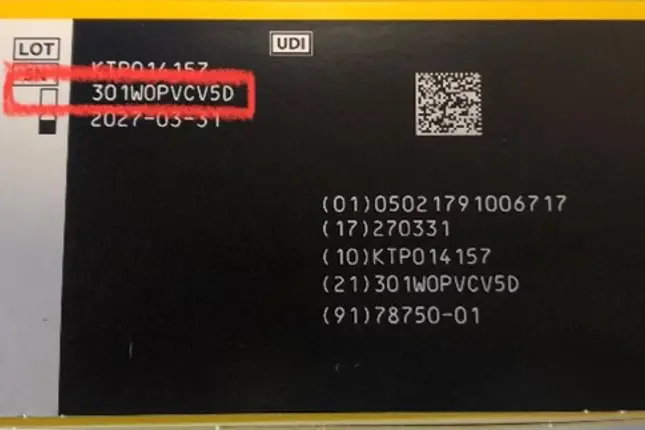 LOT
UDI
KTP014157
SN
301W0PVCV5D
2027-03-31
(01)05021791006717
(17)270331
(10)KTP014157
(21)301W0PVCV5D
(91)78750-01